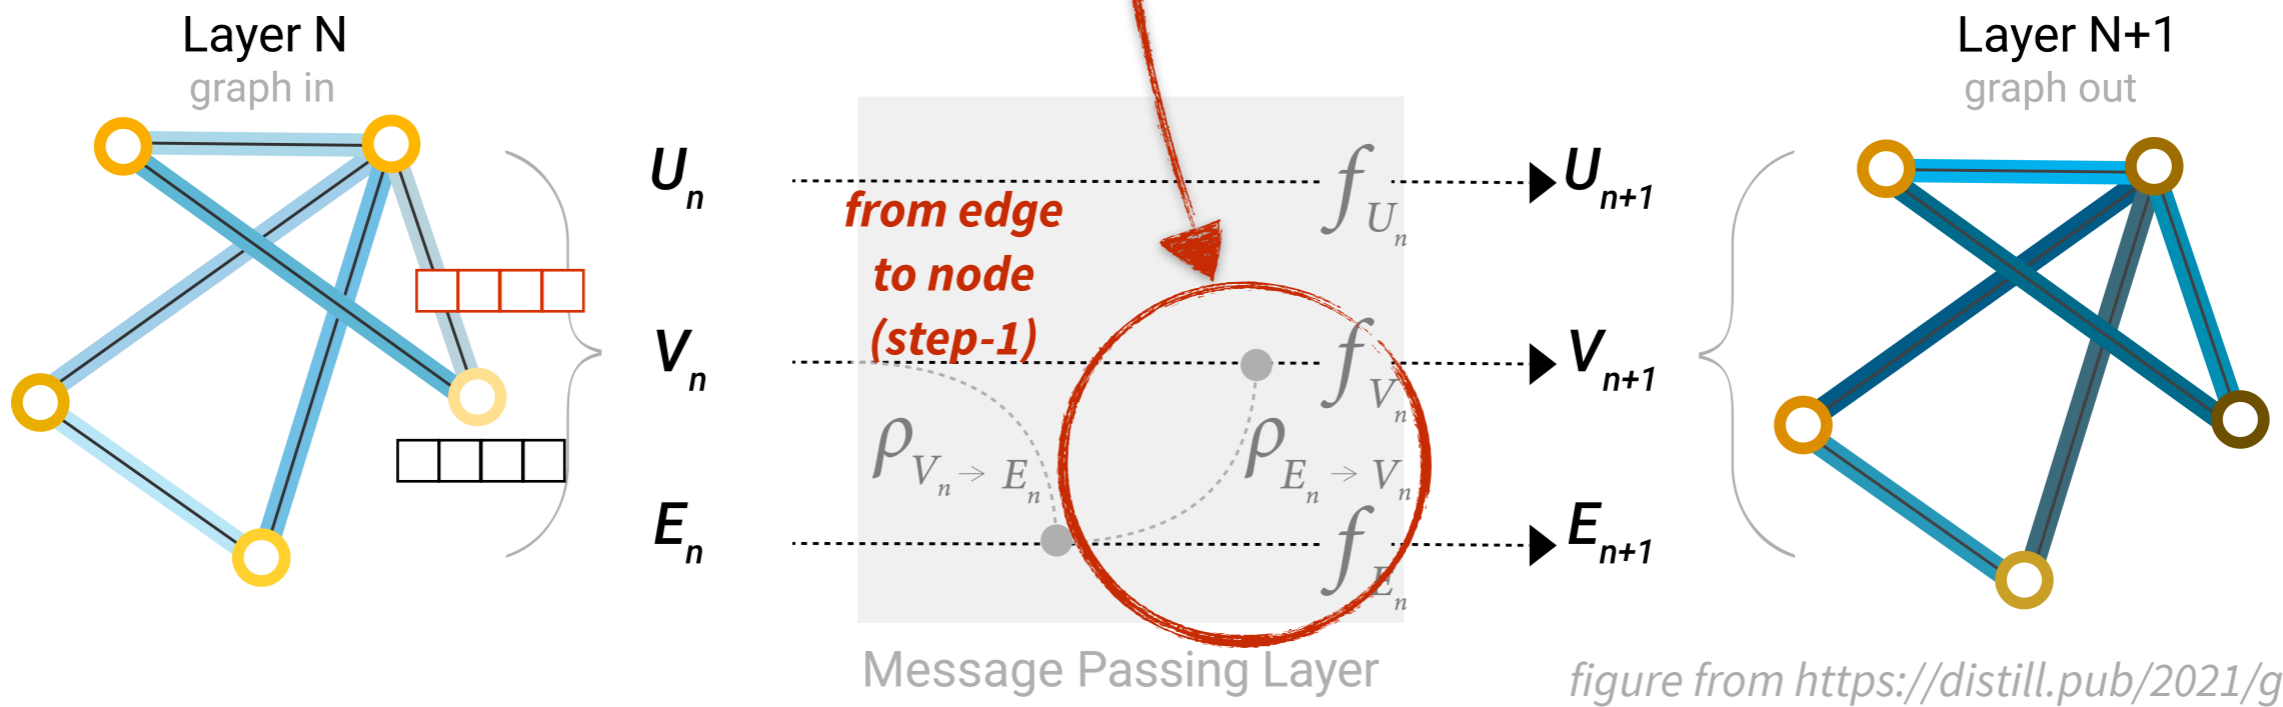 Layer N
graph in
Layer N+1
graph out
U_n
f_{U_n}
U_{n+1}
from edge
to node
(step-1)
V_n
f_{V_n}
V_{n+1}
ρ_{V_n → E_n}
ρ_{E_n → V_n}
E_n
f_{E_n}
E_{n+1}
Message Passing Layer
figure from https://distill.pub/2021/g